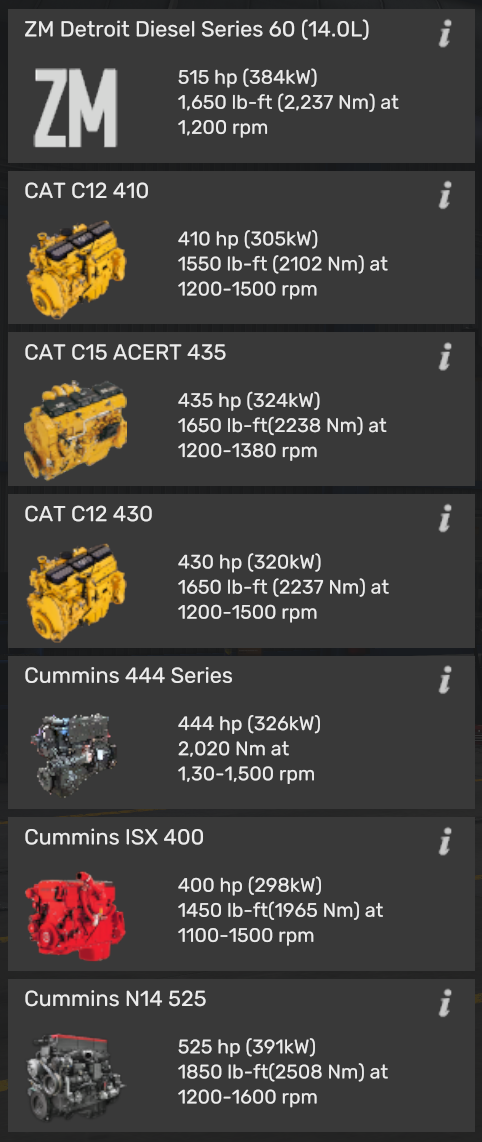 ZM Detroit Diesel Series 60 (14.0L)
i
ZM
515 hp (384kW)
1,650 lb-ft (2,237 Nm) at
1,200 rpm
CAT C12 410
i
410 hp (305kW)
1550 lb-ft (2102 Nm) at
1200-1500 rpm
CAT C15 ACERT 435
i
435 hp (324kW)
1650 lb-ft(2238 Nm) at
1200-1380 rpm
CAT C12 430
i
430 hp (320kW)
1650 lb-ft (2237 Nm) at
1200-1500 rpm
Cummins 444 Series
i
444 hp (326kW)
2,020 Nm at
1,30-1,500 rpm
Cummins ISX 400
i
400 hp (298kW)
1450 lb-ft(1965 Nm) at
1100-1500 rpm
Cummins N14 525
i
525 hp (391kW)
1850 lb-ft(2508 Nm) at
1200-1600 rpm